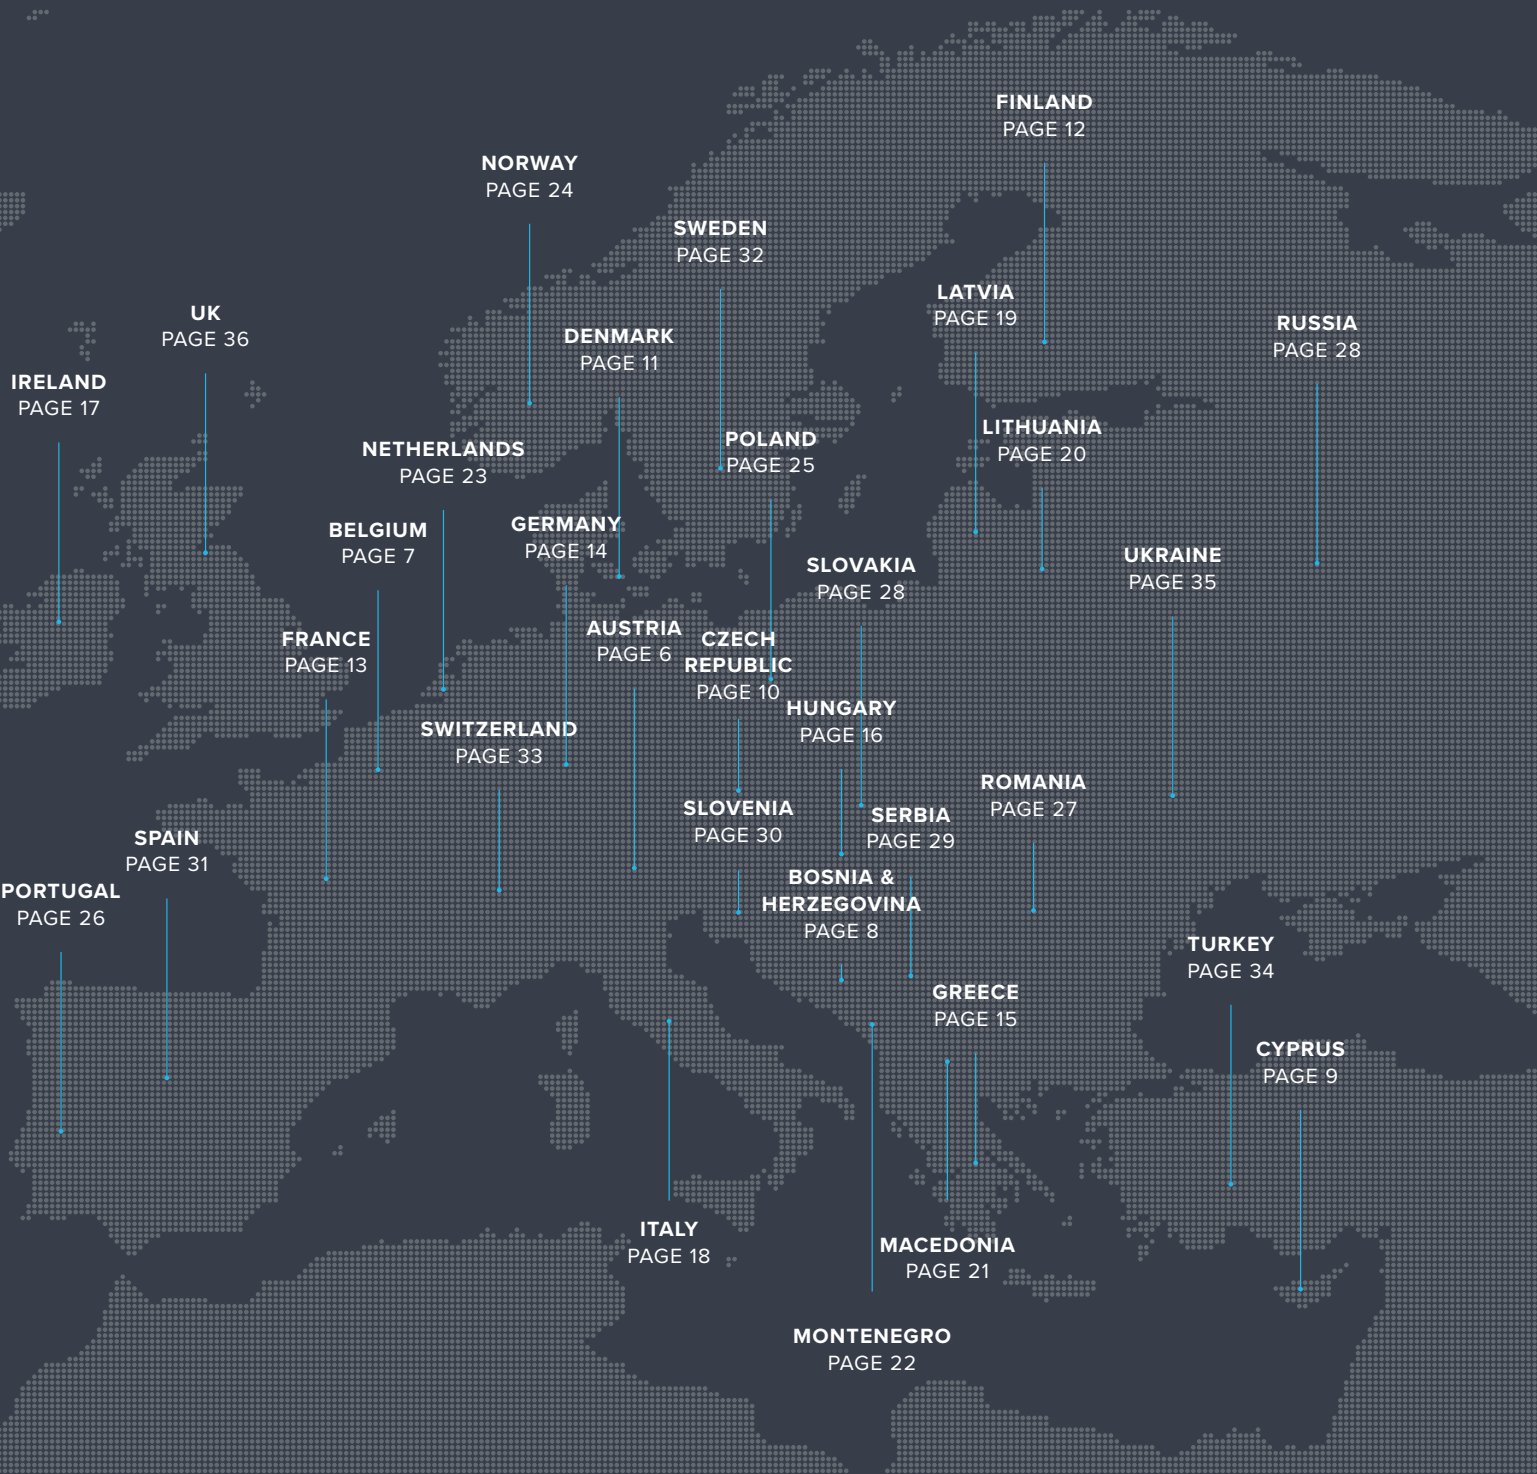 FINLAND
PAGE 12
NORWAY
PAGE 24
SWEDEN
PAGE 32
LATVIA
PAGE 19
UK
PAGE 36
RUSSIA
PAGE 28
DENMARK
PAGE 11
IRELAND
PAGE 17
LITHUANIA
PAGE 20
POLAND
PAGE 25
NETHERLANDS
PAGE 23
GERMANY
PAGE 14
BELGIUM
PAGE 7
UKRAINE
PAGE 35
SLOVAKIA
PAGE 28
AUSTRIA
PAGE 6
FRANCE
PAGE 13
CZECH
REPUBLIC
PAGE 10
HUNGARY
PAGE 16
SWITZERLAND
PAGE 33
ROMANIA
PAGE 27
SLOVENIA
PAGE 30
SERBIA
PAGE 29
SPAIN
PAGE 31
BOSNIA &
HERZEGOVINA
PAGE 8
PORTUGAL
PAGE 26
TURKEY
PAGE 34
GREECE
PAGE 15
CYPRUS
PAGE 9
ITALY
PAGE 18
MACEDONIA
PAGE 21
MONTENEGRO
PAGE 22